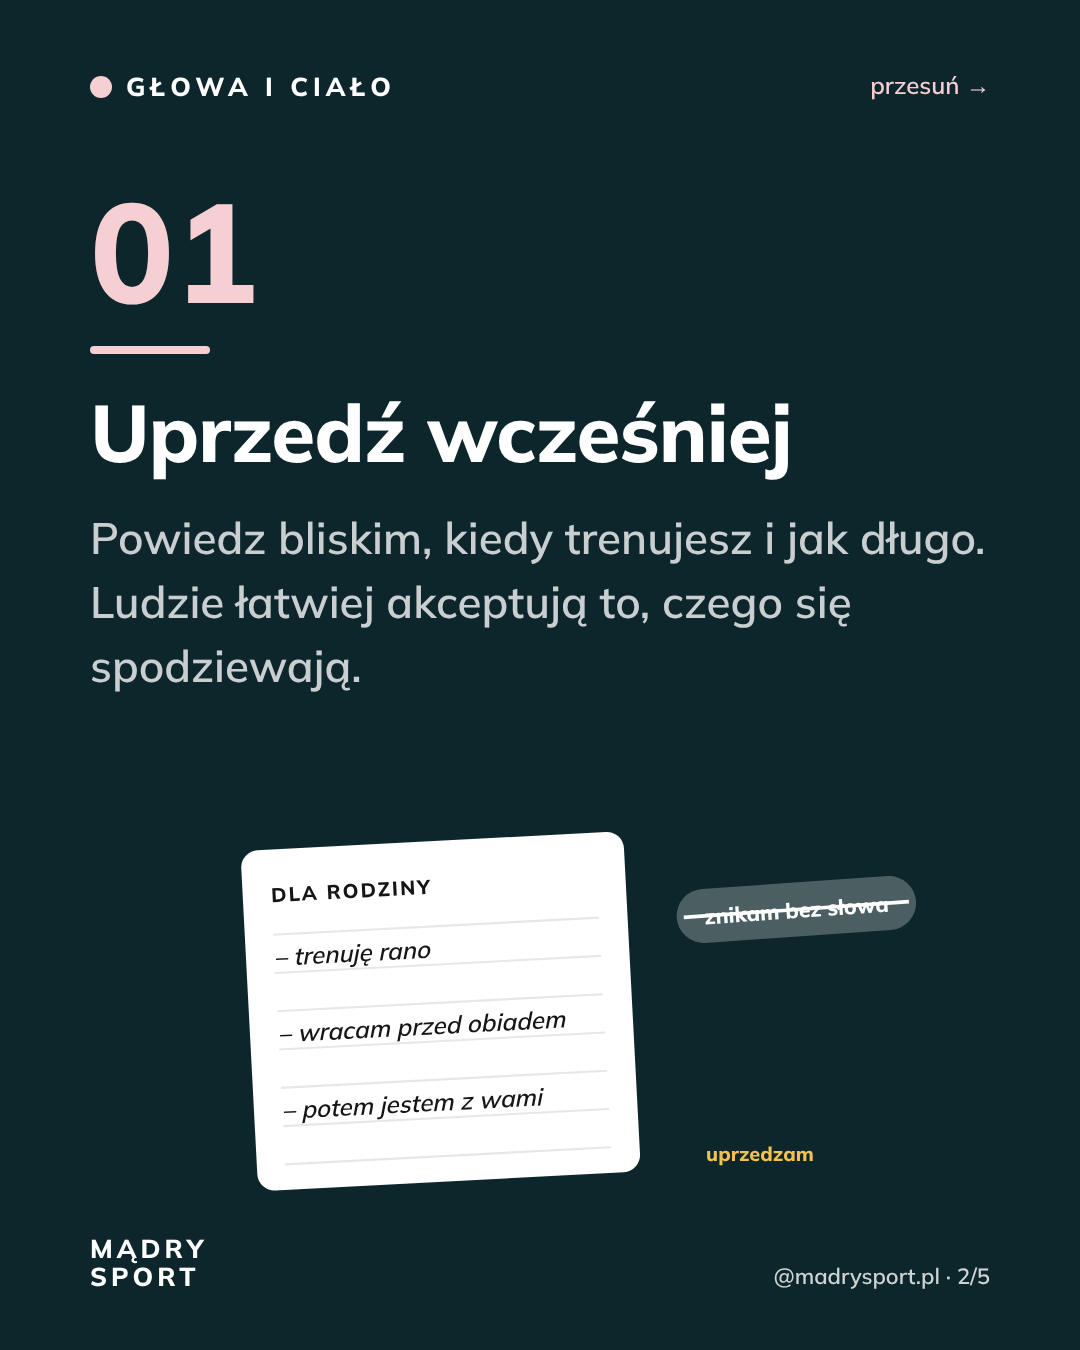 GŁOWA I CIAŁO
przesuń →
01
Uprzedź wcześniej
Powiedz bliskim, kiedy trenujesz i jak długo.
Ludzie łatwiej akceptują to, czego się
spodziewają.
DLA RODZINY
– trenuję rano
– wracam przed obiadem
– potem jestem z wami
znikam bez słowa
uprzedzam
MĄDRY
SPORT
@madrysport.pl · 2/5